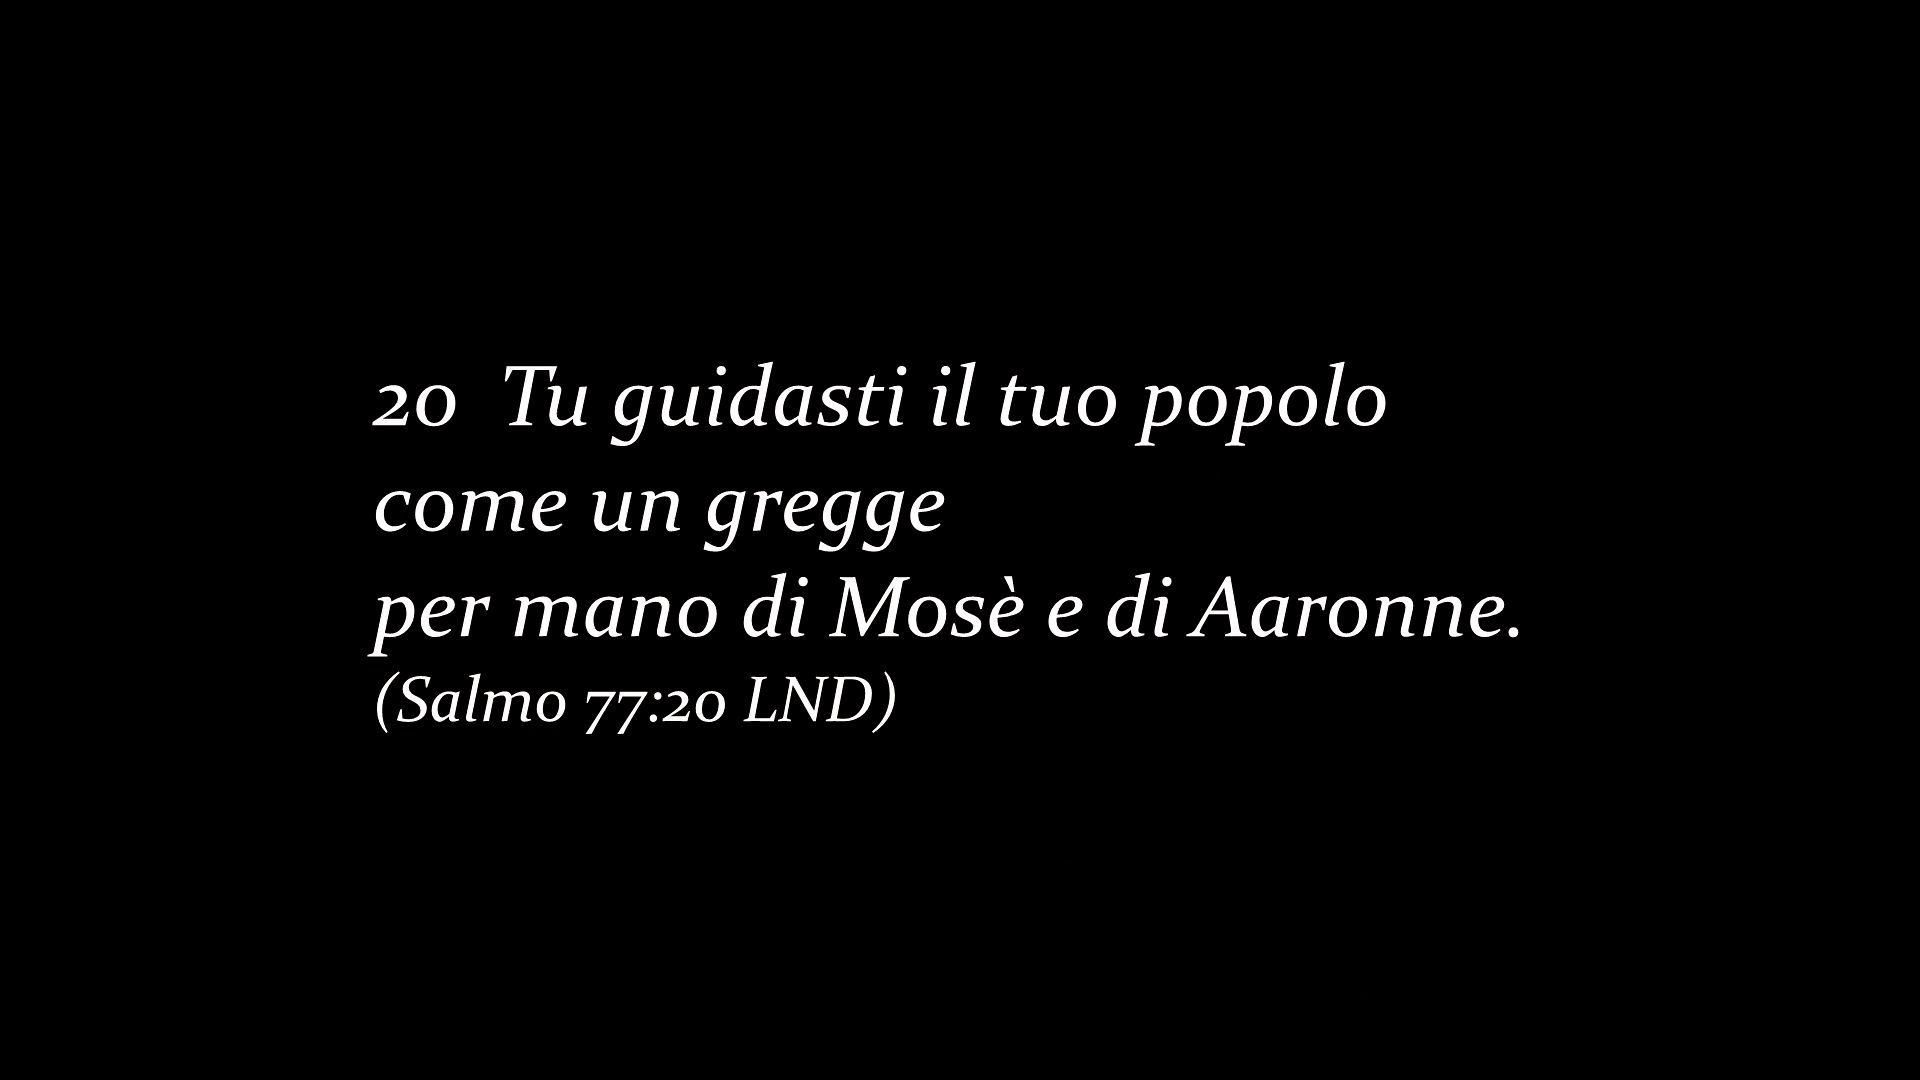 20  Tu guidasti il tuo popolo
come un gregge
per mano di Mosè e di Aaronne.
(Salmo 77:20 LND)